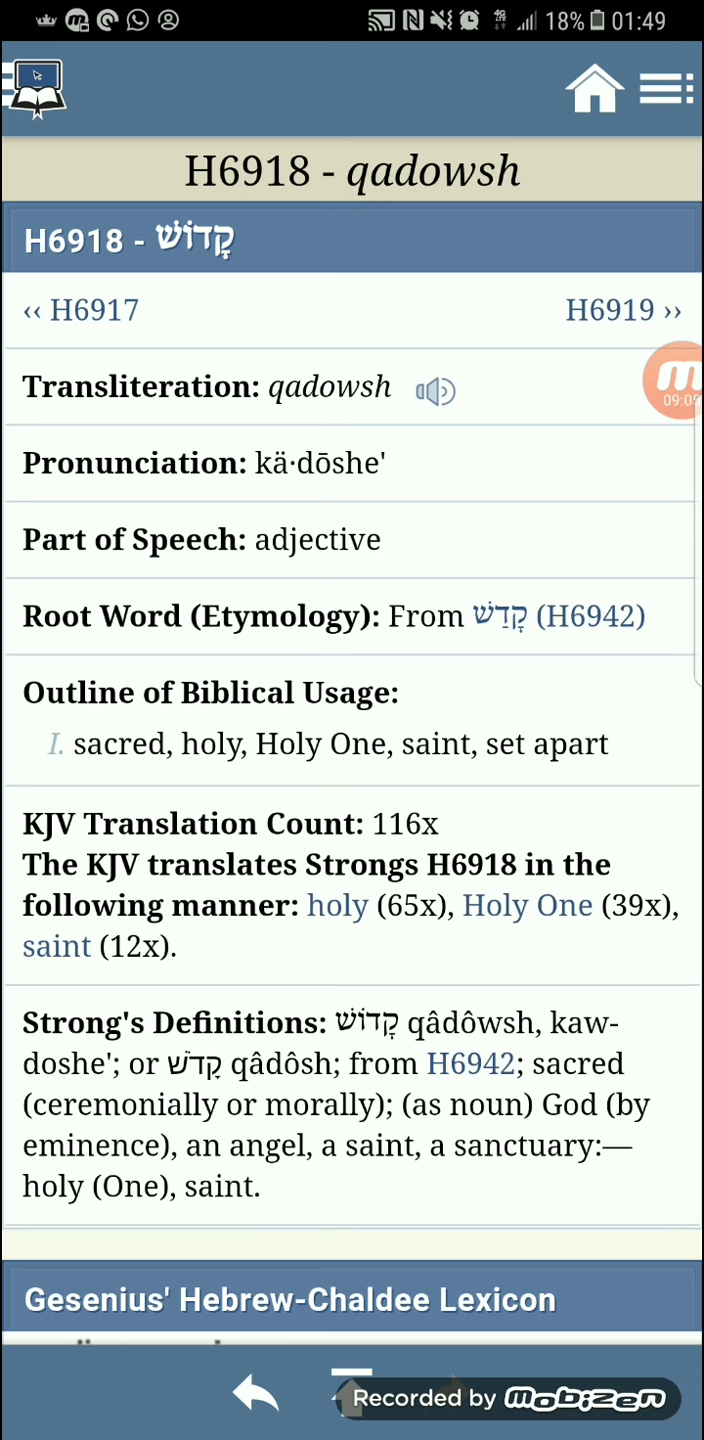 18% 01:49
H6918 - qadowsh
H6918 - קָדוֹשׁ
‹‹ H6917 H6919 ››
Transliteration: qadowsh
m
Pronunciation: kä·dōshe'
Part of Speech: adjective
Root Word (Etymology): From קָדַשׁ (H6942)
Outline of Biblical Usage:
I. sacred, holy, Holy One, saint, set apart
KJV Translation Count: 116x
The KJV translates Strongs H6918 in the
following manner: holy (65x), Holy One (39x),
saint (12x).
Strong's Definitions: קָדוֹשׁ qâdôwsh, kaw-
doshe'; or קָדֹשׁ qâdôsh; from H6942; sacred
(ceremonially or morally); (as noun) God (by
eminence), an angel, a saint, a sanctuary:—
holy (One), saint.
Gesenius' Hebrew-Chaldee Lexicon
Recorded by mobizen